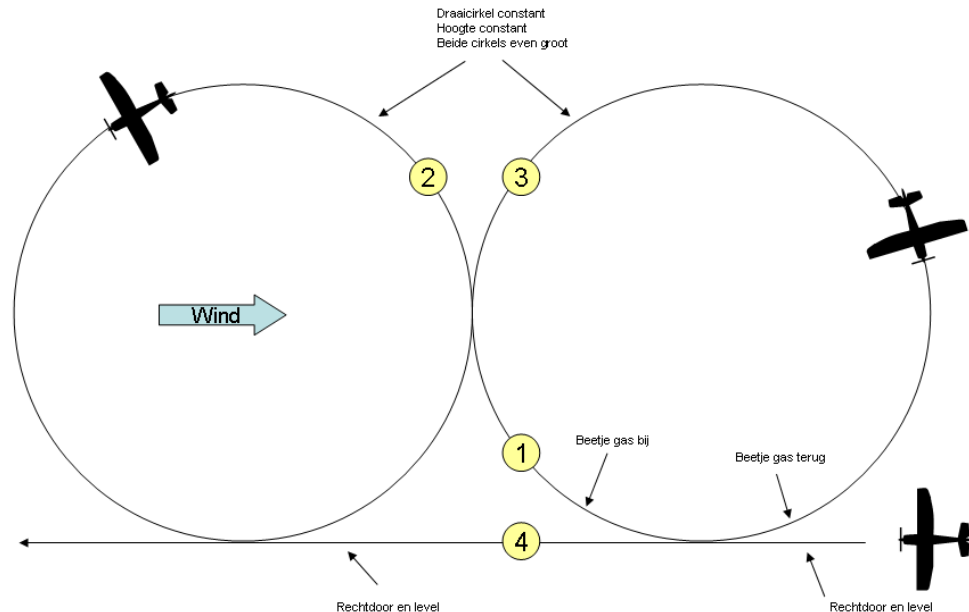 Draaicirkel constant
Hoogte constant
Beide cirkels even groot
2
3
Wind
1
Beetje gas bij
Beetje gas terug
4
Rechtdoor en level
Rechtdoor en level